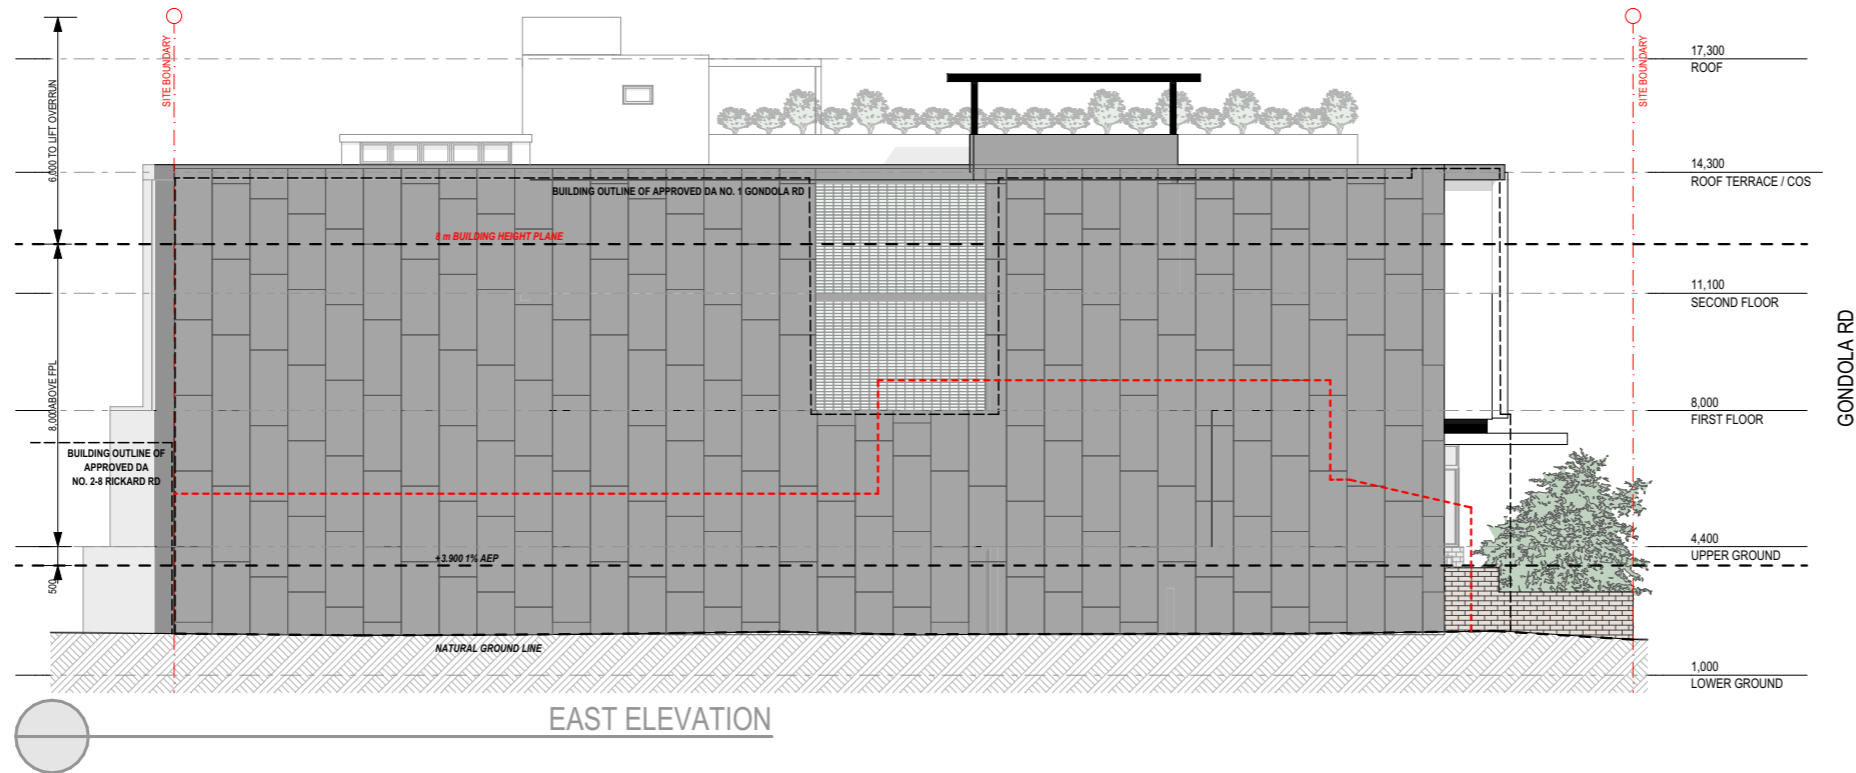 SITE BOUNDARY
SITE BOUNDARY
17,300
ROOF
6,000 TO LIFT OVERRUN
14,300
ROOF TERRACE / COS
BUILDING OUTLINE OF APPROVED DA NO. 1 GONDOLA RD
8 m BUILDING HEIGHT PLANE
11,100
SECOND FLOOR
GONDOLA RD
8,000ABOVE FPL
8,000
FIRST FLOOR
BUILDING OUTLINE OF
APPROVED DA
NO. 2-8 RICKARD RD
4,400
UPPER GROUND
+3.900 1% AEP
500
NATURAL GROUND LINE
1,000
LOWER GROUND
EAST ELEVATION